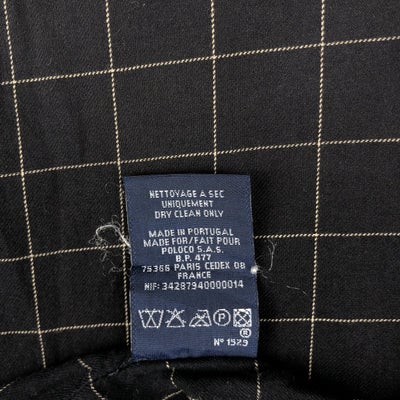 NETTOYAGE A SEC
UNIQUEMENT
DRY CLEAN ONLY
MADE IN PORTUGAL
MADE FOR/FAIT POUR
POLOCO S.A.S.
B.P. 477
75366 PARIS CEDEX 08
FRANCE
NIF: 34287940000014
P
®
Nº 1529